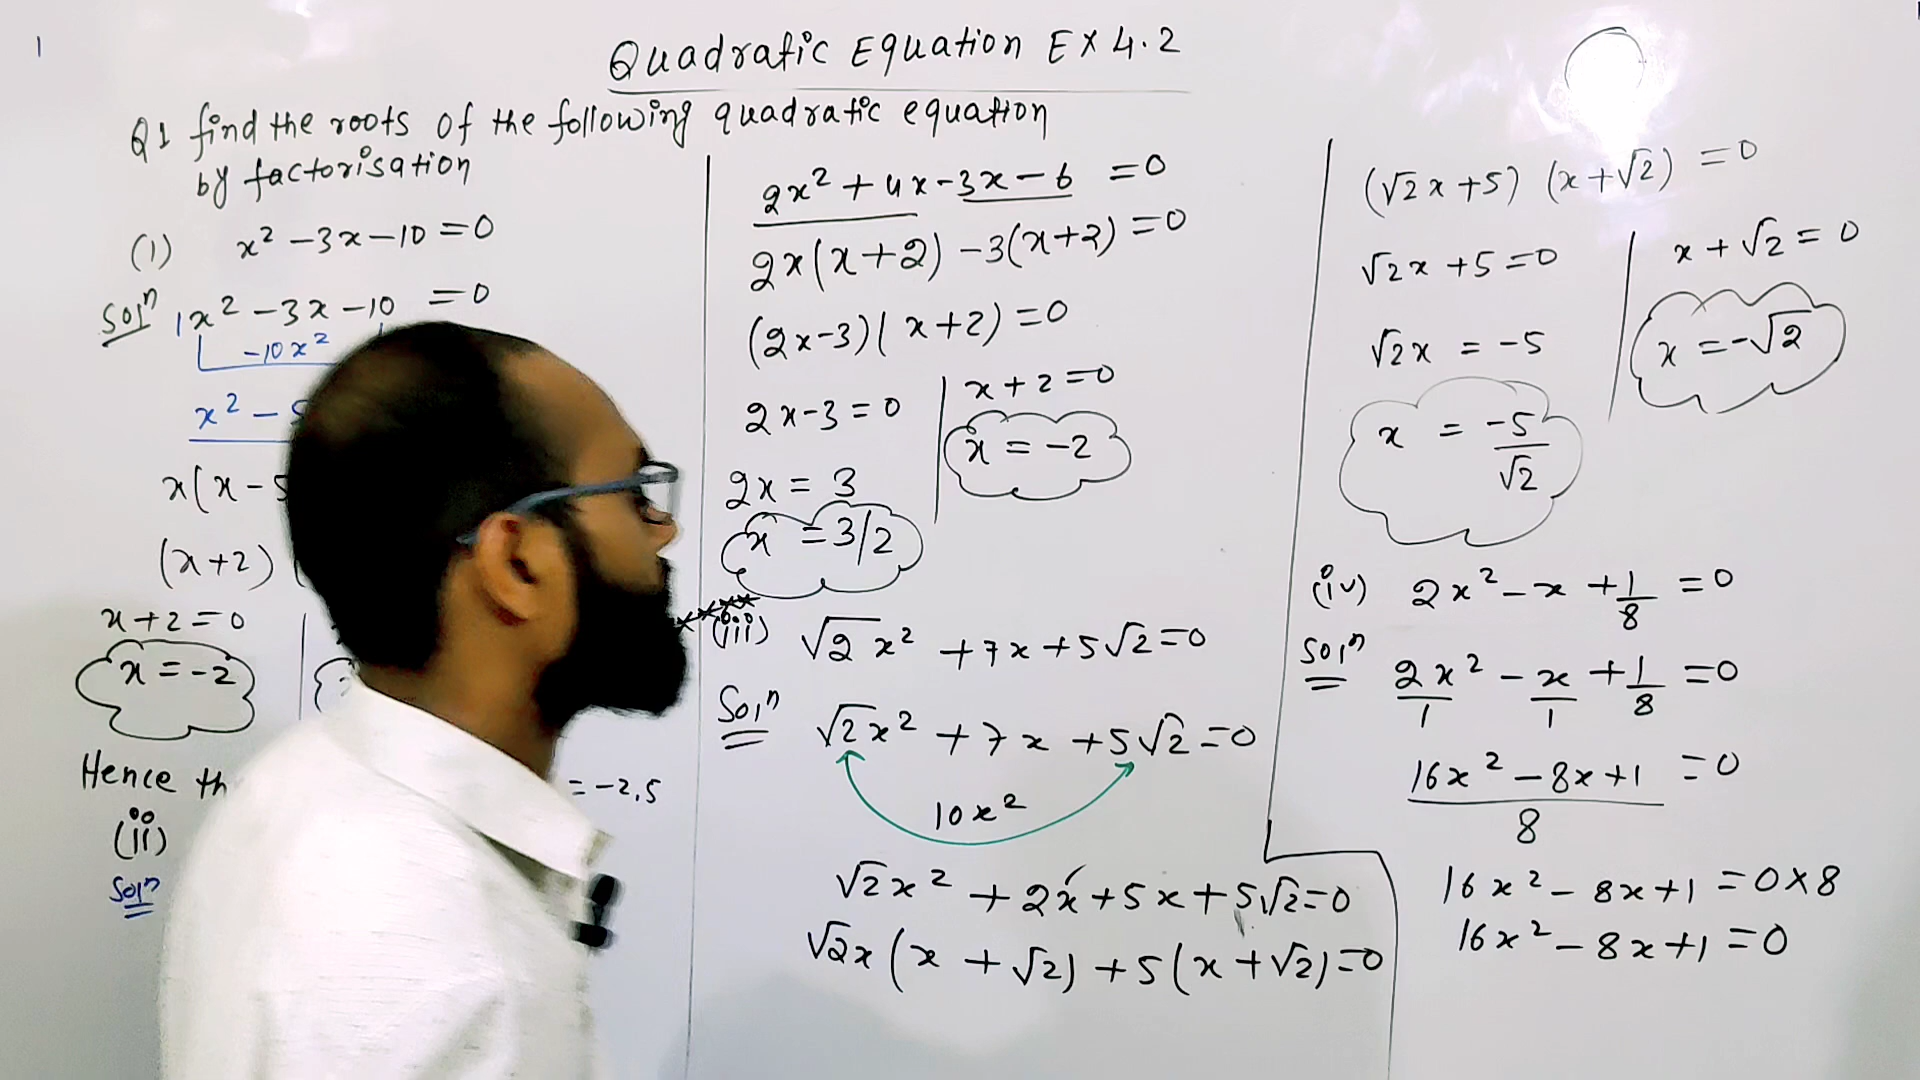 1
Quadratic Equation Ex 4.2
Q1 find the roots of the following quadratic equation
by factorisation
(1) x² -3x-10=0
Solⁿ 1x² -3x-10 =0
-10x²
x² - 5
x(x-5
(x+2) (
x+2=0
x=-2
Hence th
=-2,5
(ii)
Solⁿ
2x² +4x-3x-6 =0
2x(x+2) -3(x+2)=0
(2x-3)(x+2)=0
2x-3=0
2x=3
x=3/2
x+2=0
x=-2
(iii) √2x² +7x+5√2=0
Solⁿ √2x² +7x+5√2=0
10x²
√2x² +2x+5x+5√2=0
√2x(x+√2)+5(x+√2)=0
(√2x+5) (x+√2) =0
√2x+5=0
√2x = -5
x = -5/√2
x+√2=0
x=-√2
(iv) 2x²-x+1/8=0
Solⁿ 2x²/1 - x/1 + 1/8 =0
16x²-8x+1/8 =0
16x²-8x+1=0×8
16x²-8x+1=0